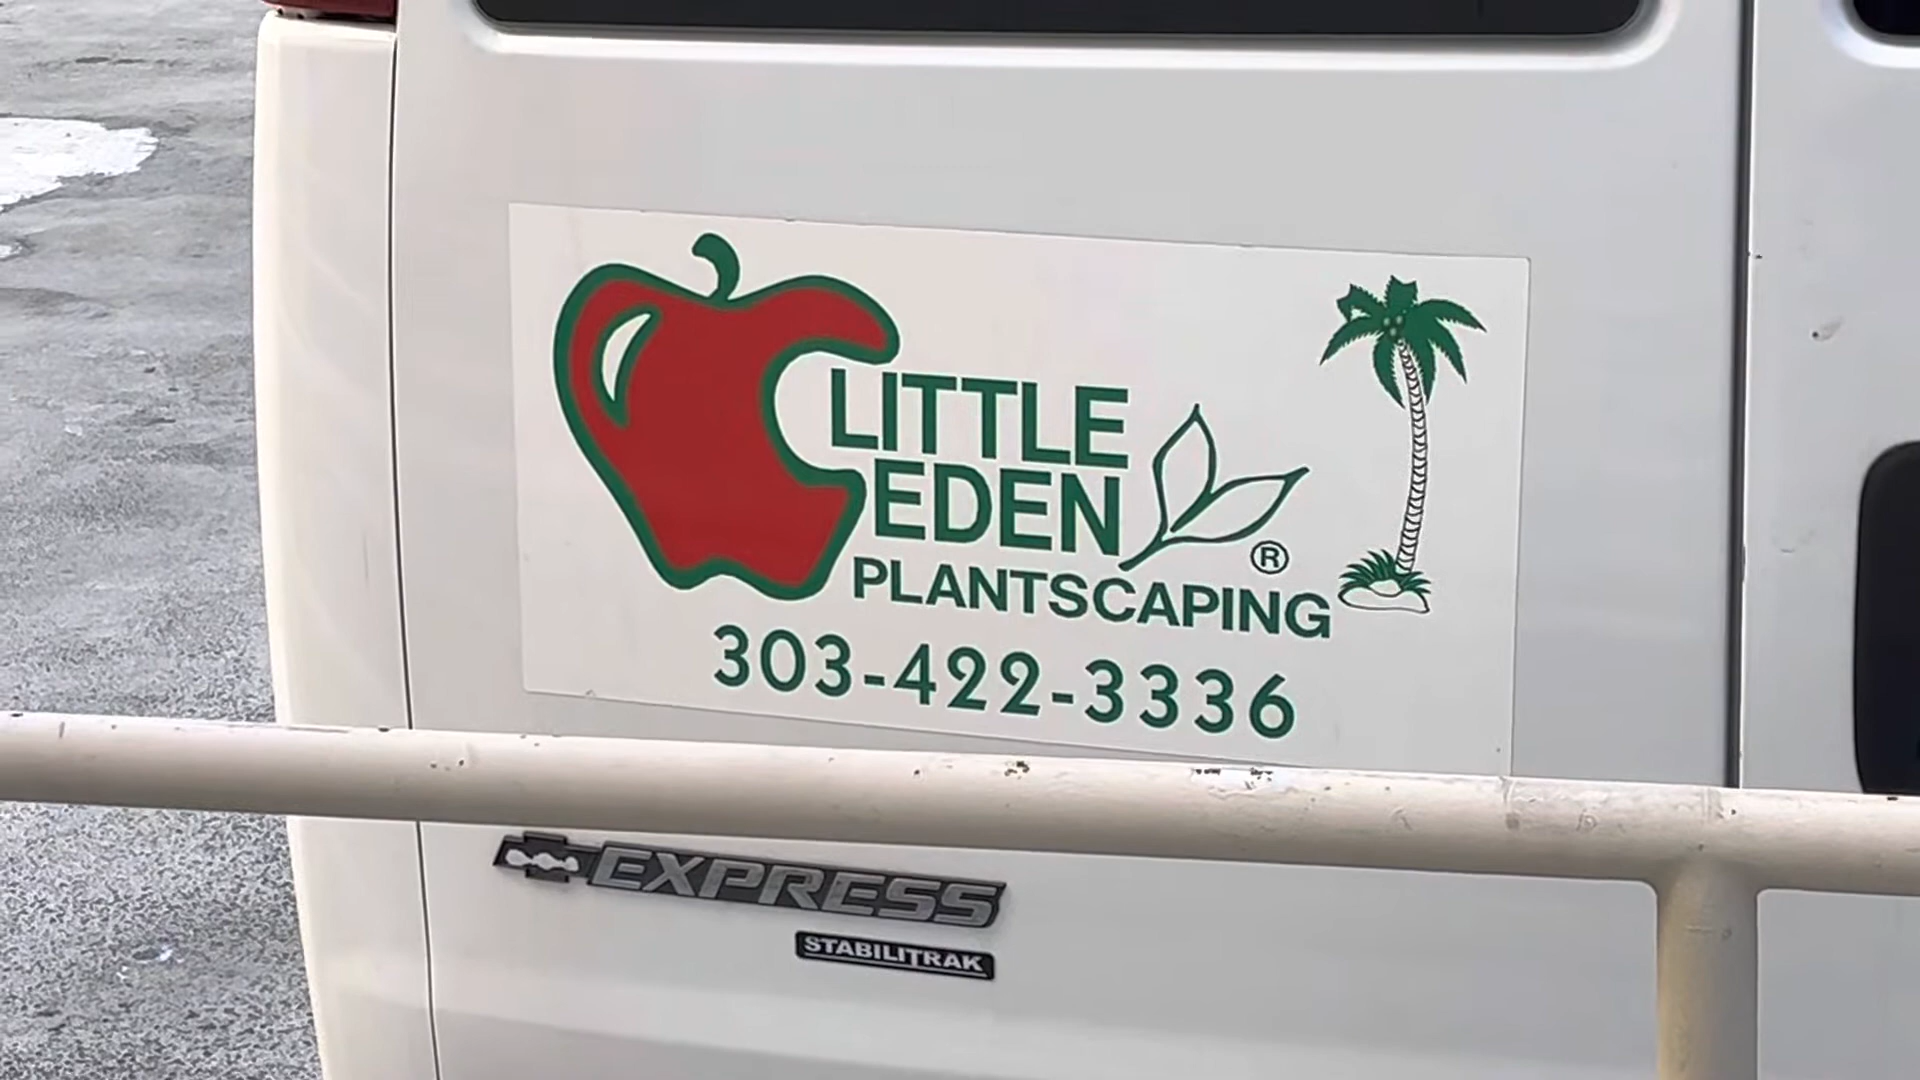 LITTLE
EDEN
®
PLANTSCAPING
303-422-3336
EXPRESS
STABILITRAK